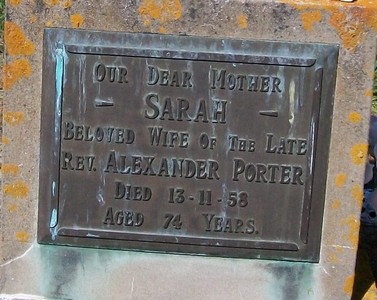 Our Dear Mother
- Sarah -
Beloved Wife Of The Late
Rev. Alexander Porter
Died 13-11-58
Aged 74 Years.